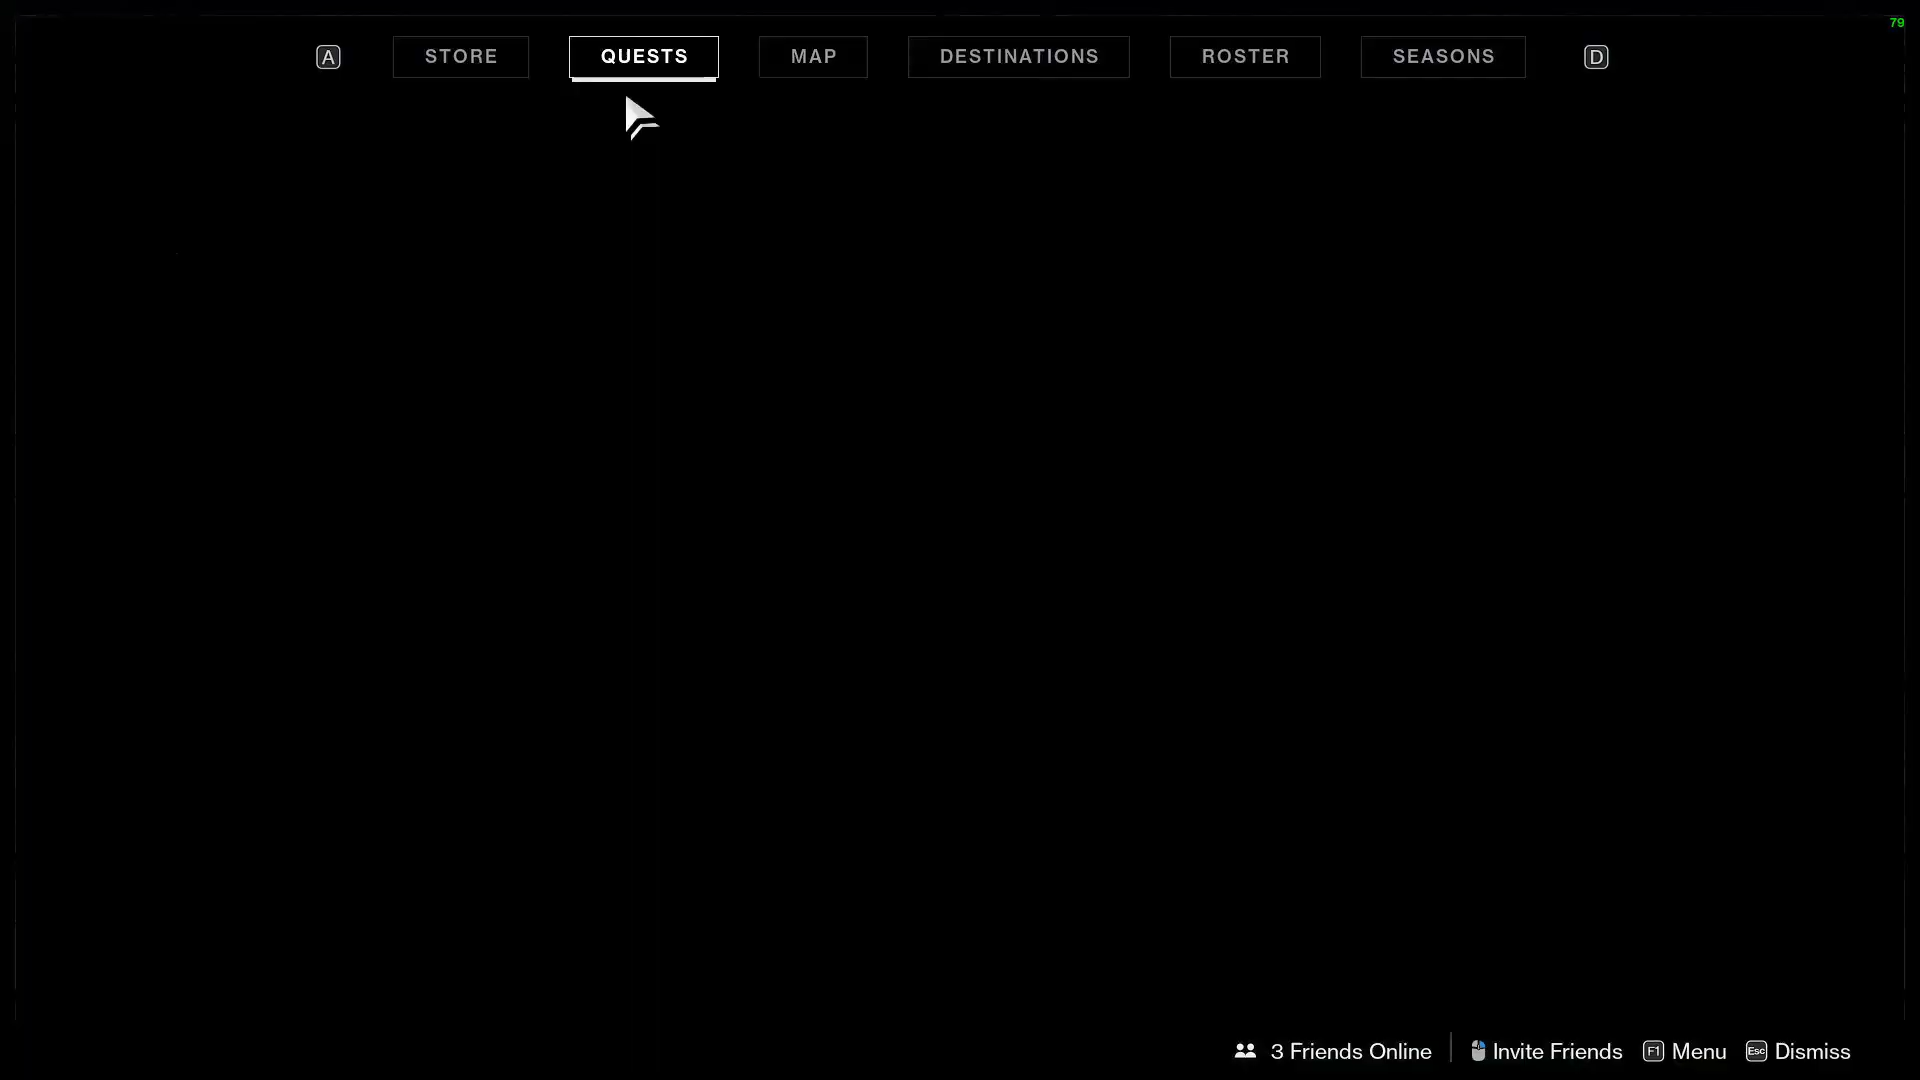 79
A STORE QUESTS MAP DESTINATIONS ROSTER SEASONS D
3 Friends Online Invite Friends F1 Menu Esc Dismiss